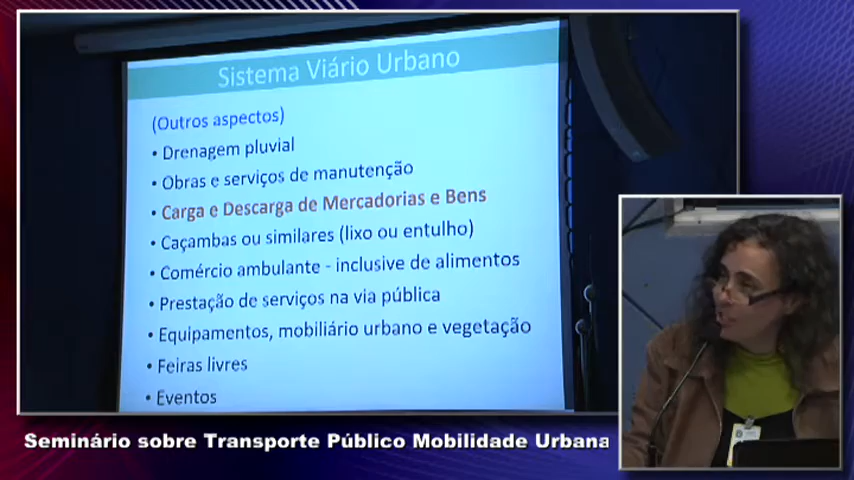 Sistema Viário Urbano
(Outros aspectos)
• Drenagem pluvial
• Obras e serviços de manutenção
• Carga e Descarga de Mercadorias e Bens
• Caçambas ou similares (lixo ou entulho)
• Comércio ambulante - inclusive de alimentos
• Prestação de serviços na via pública
• Equipamentos, mobiliário urbano e vegetação
• Feiras livres
• Eventos
Seminário sobre Transporte Público Mobilidade Urbana